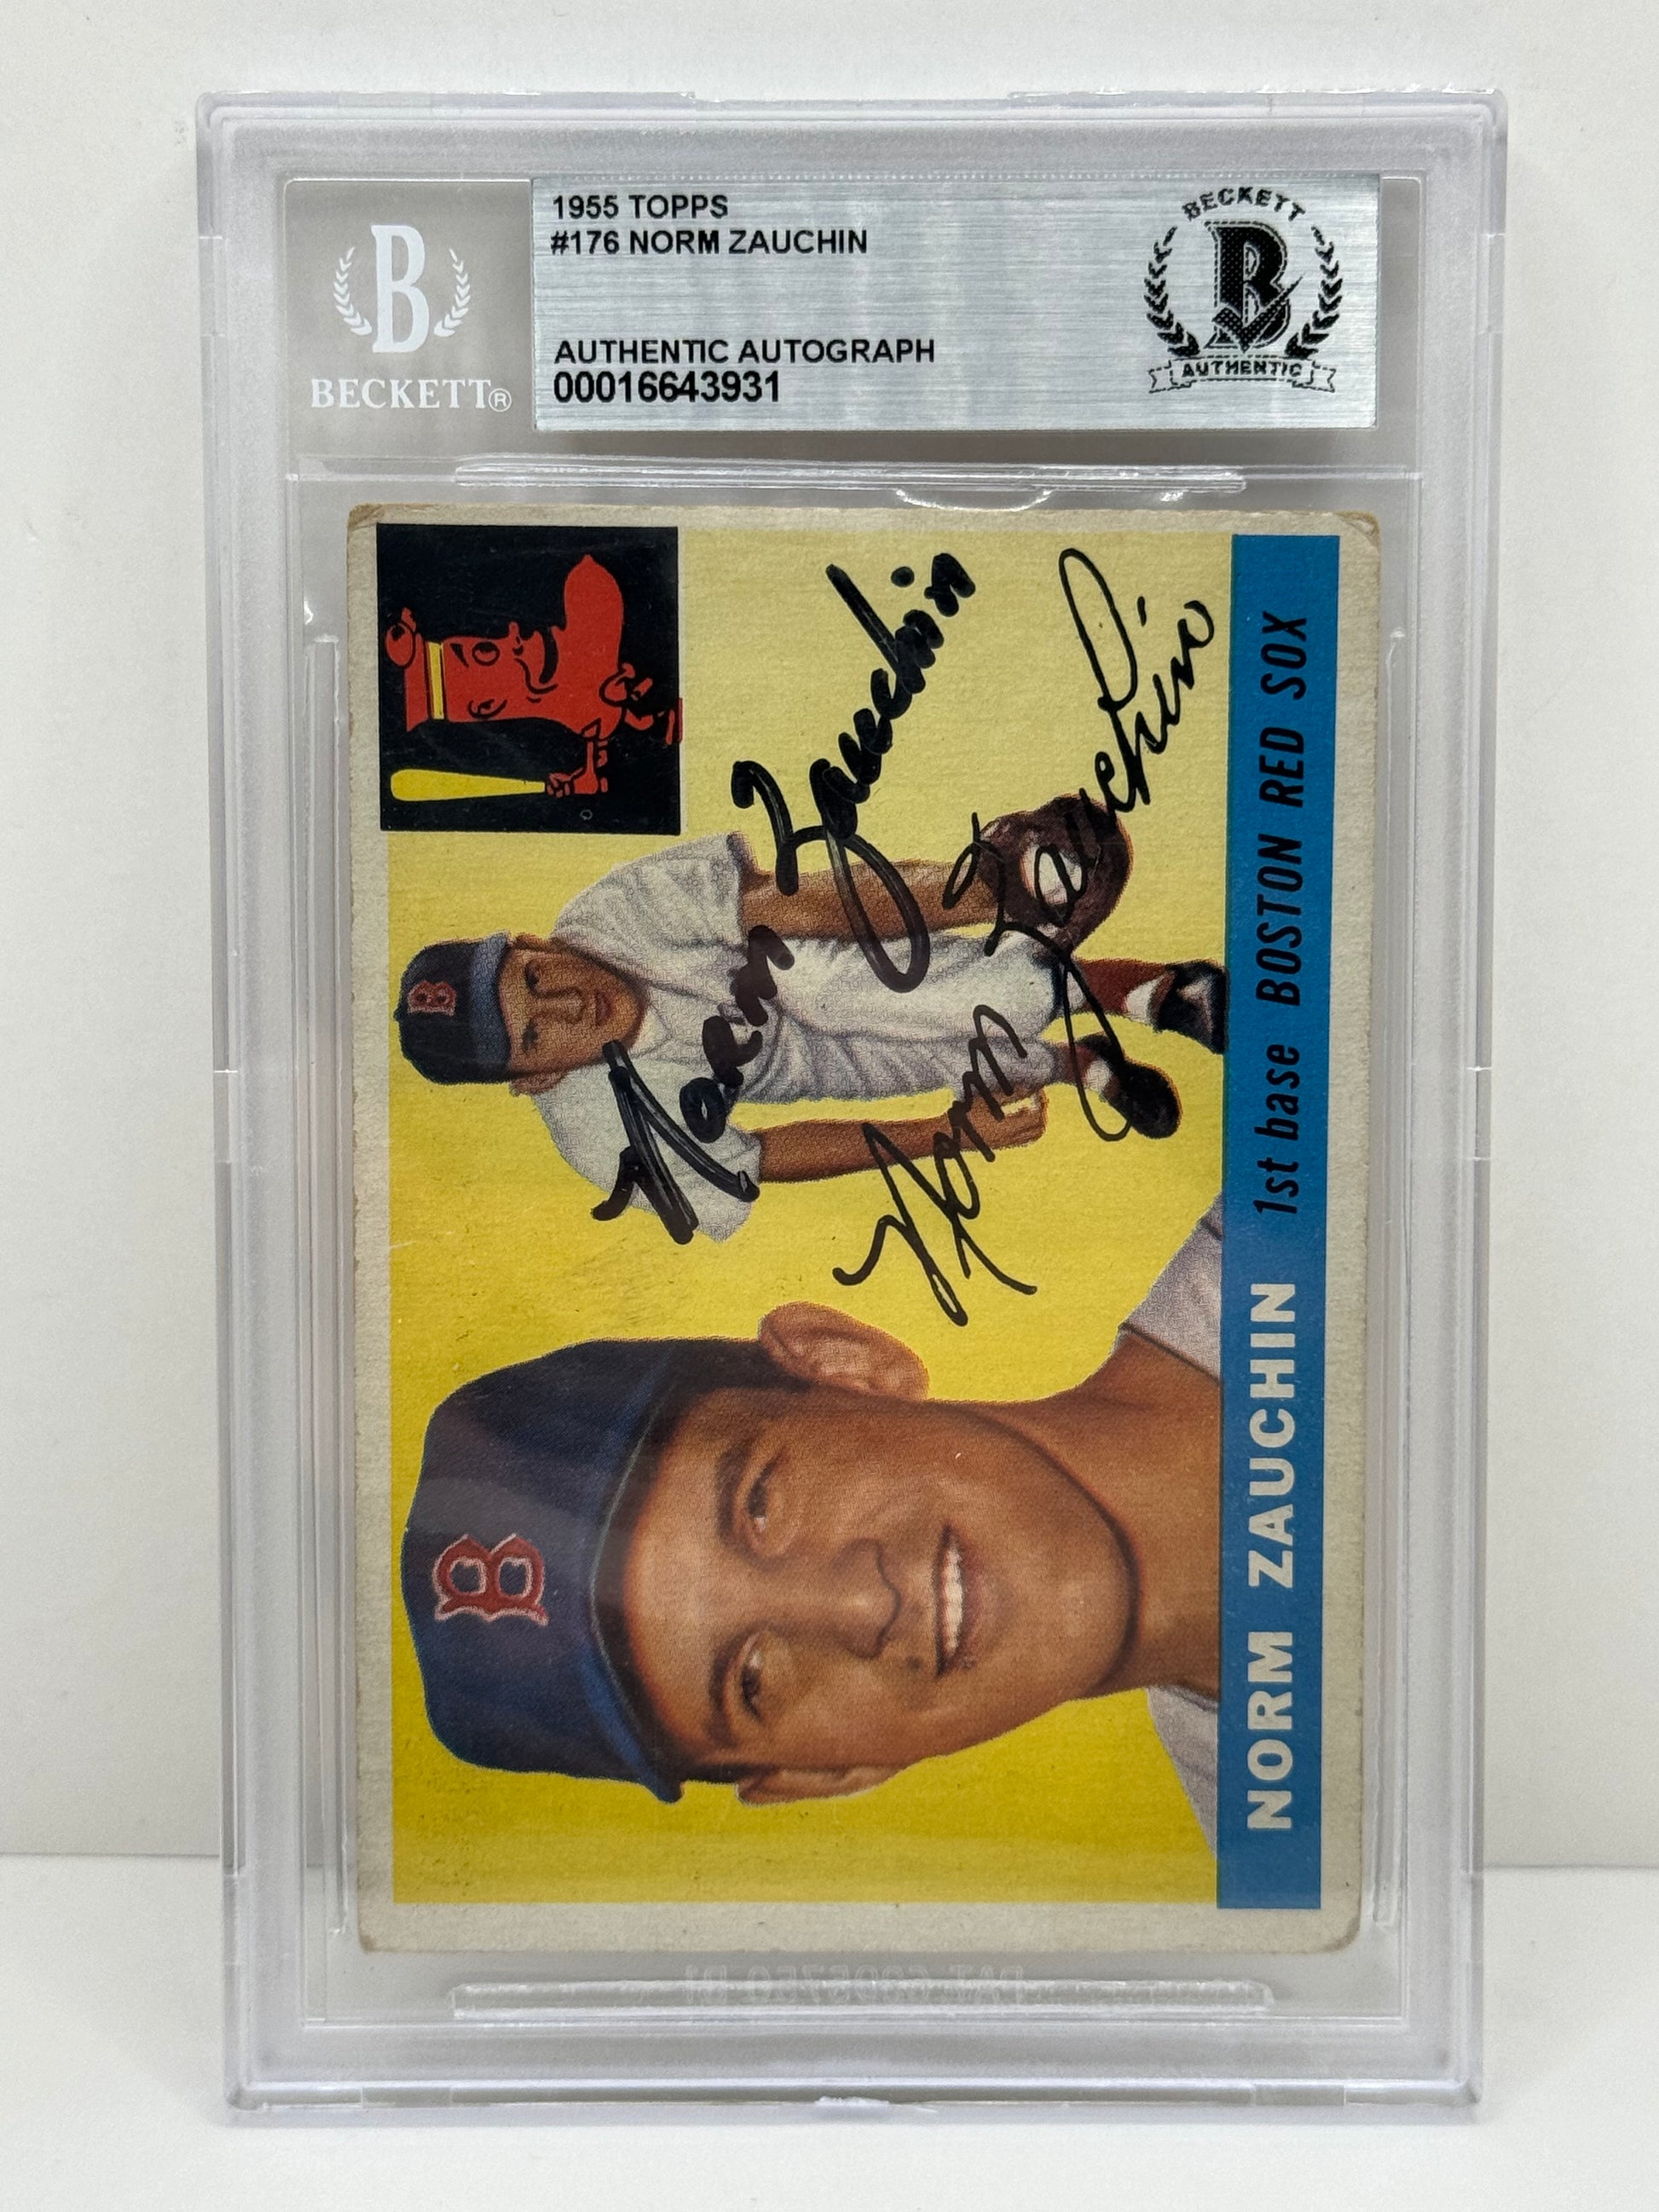 B
BECKETT®
1955 TOPPS
#176 NORM ZAUCHIN
AUTHENTIC AUTOGRAPH
00016643931
BECKETT
B
AUTHENTIC
Norm Zauchin
Norm Zauchin
B
B
NORM ZAUCHIN 1st base BOSTON RED SOX